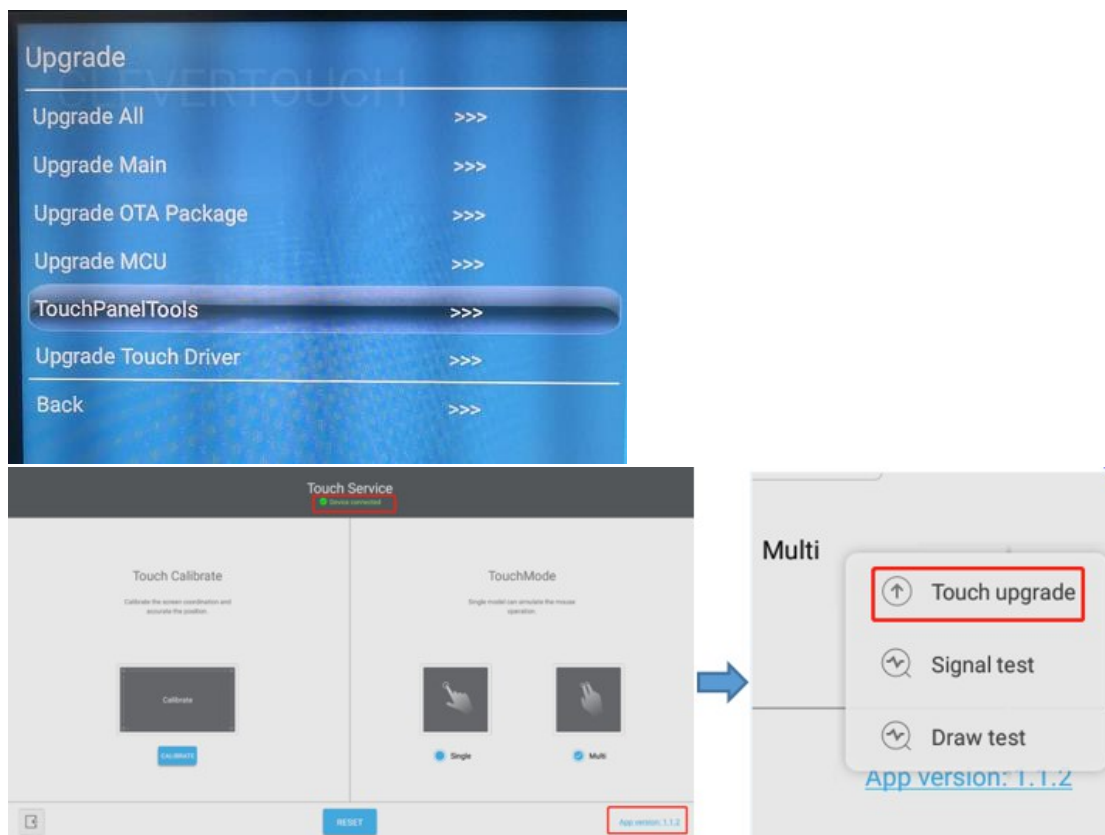 Upgrade
CLEVERTOUCH
Upgrade All >>>
Upgrade Main >>>
Upgrade OTA Package >>>
Upgrade MCU >>>
TouchPanelTools >>>
Upgrade Touch Driver >>>
Back >>>
Touch Service
Device connected
Touch Calibrate
Calibrate the screen coordination and
accurate the position.
Calibrate
CALIBRATE
TouchMode
Single model can simulate the mouse
operation.
Single
Multi
RESET
App version: 1.1.2
Multi
Touch upgrade
Signal test
Draw test
App version: 1.1.2